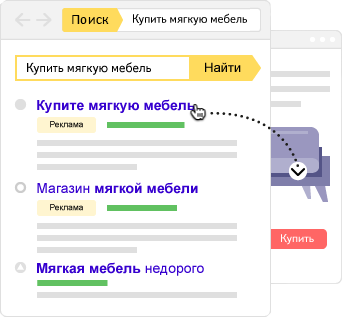 Поиск
Купить мягкую мебель
Купить мягкую мебель
Найти
Купите мягкую мебель
Реклама
Магазин мягкой мебели
Реклама
Мягкая мебель недорого
Купить